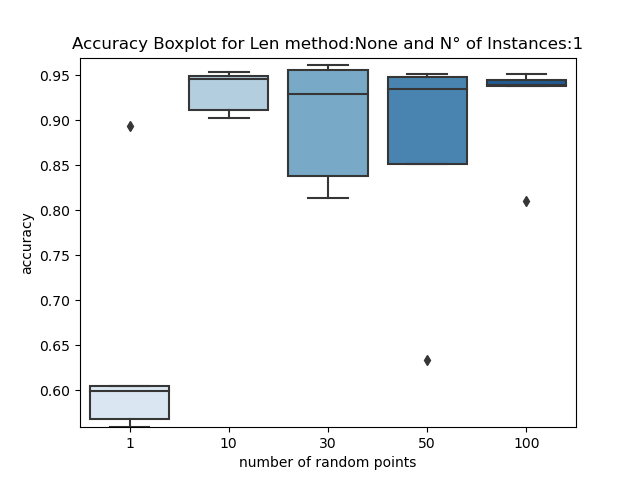 Accuracy Boxplot for Len method:None and N° of Instances:1
0.95
0.90
0.85
0.80
0.75
0.70
0.65
0.60
accuracy
1 10 30 50 100
number of random points